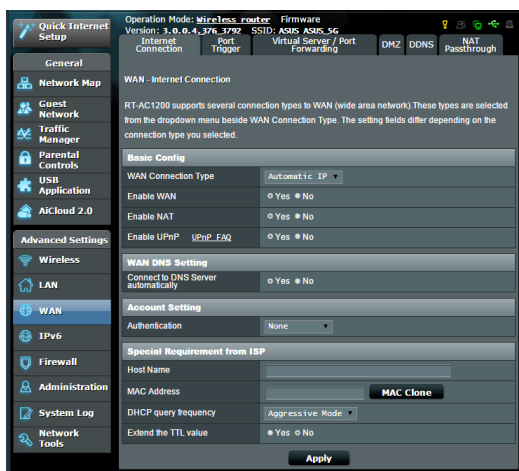 Quick Internet
Setup
Operation Mode: Wireless router Firmware
Version: 3.0.0.4.376_3792 SSID: ASUS ASUS_5G
Internet
Connection
Port
Trigger
Virtual Server / Port
Forwarding
DMZ
DDNS
NAT
Passthrough
General
Network Map
Guest
Network
Traffic
Manager
Parental
Controls
USB
Application
AiCloud 2.0
Advanced Settings
Wireless
LAN
WAN
IPv6
Firewall
Administration
System Log
Network
Tools
WAN - Internet Connection
RT-AC1200 supports several connection types to WAN (wide area network).These types are selected
from the dropdown menu beside WAN Connection Type. The setting fields differ depending on the
connection type you selected.
Basic Config
WAN Connection Type Automatic IP
Enable WAN Yes No
Enable NAT Yes No
Enable UPnP UPnP FAQ Yes No
WAN DNS Setting
Connect to DNS Server
automatically Yes No
Account Setting
Authentication None
Special Requirement from ISP
Host Name
MAC Address MAC Clone
DHCP query frequency Aggressive Mode
Extend the TTL value Yes No
Apply